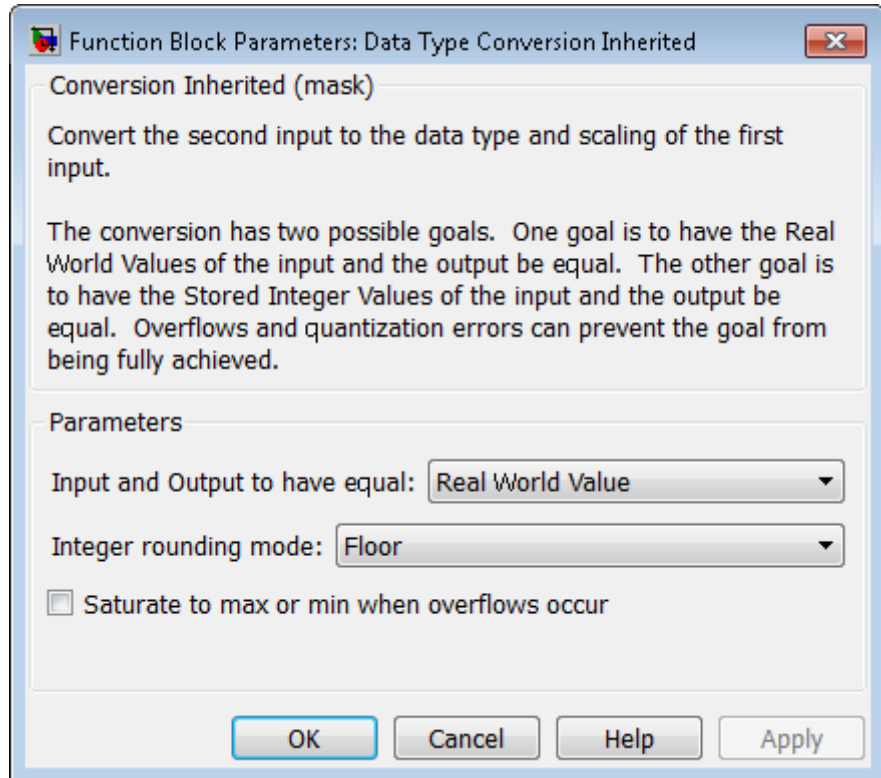 Function Block Parameters: Data Type Conversion Inherited
Conversion Inherited (mask)
Convert the second input to the data type and scaling of the first
input.
The conversion has two possible goals.  One goal is to have the Real
World Values of the input and the output be equal.  The other goal is
to have the Stored Integer Values of the input and the output be
equal.  Overflows and quantization errors can prevent the goal from
being fully achieved.
Parameters
Input and Output to have equal: Real World Value
Integer rounding mode: Floor
Saturate to max or min when overflows occur
OK Cancel Help Apply